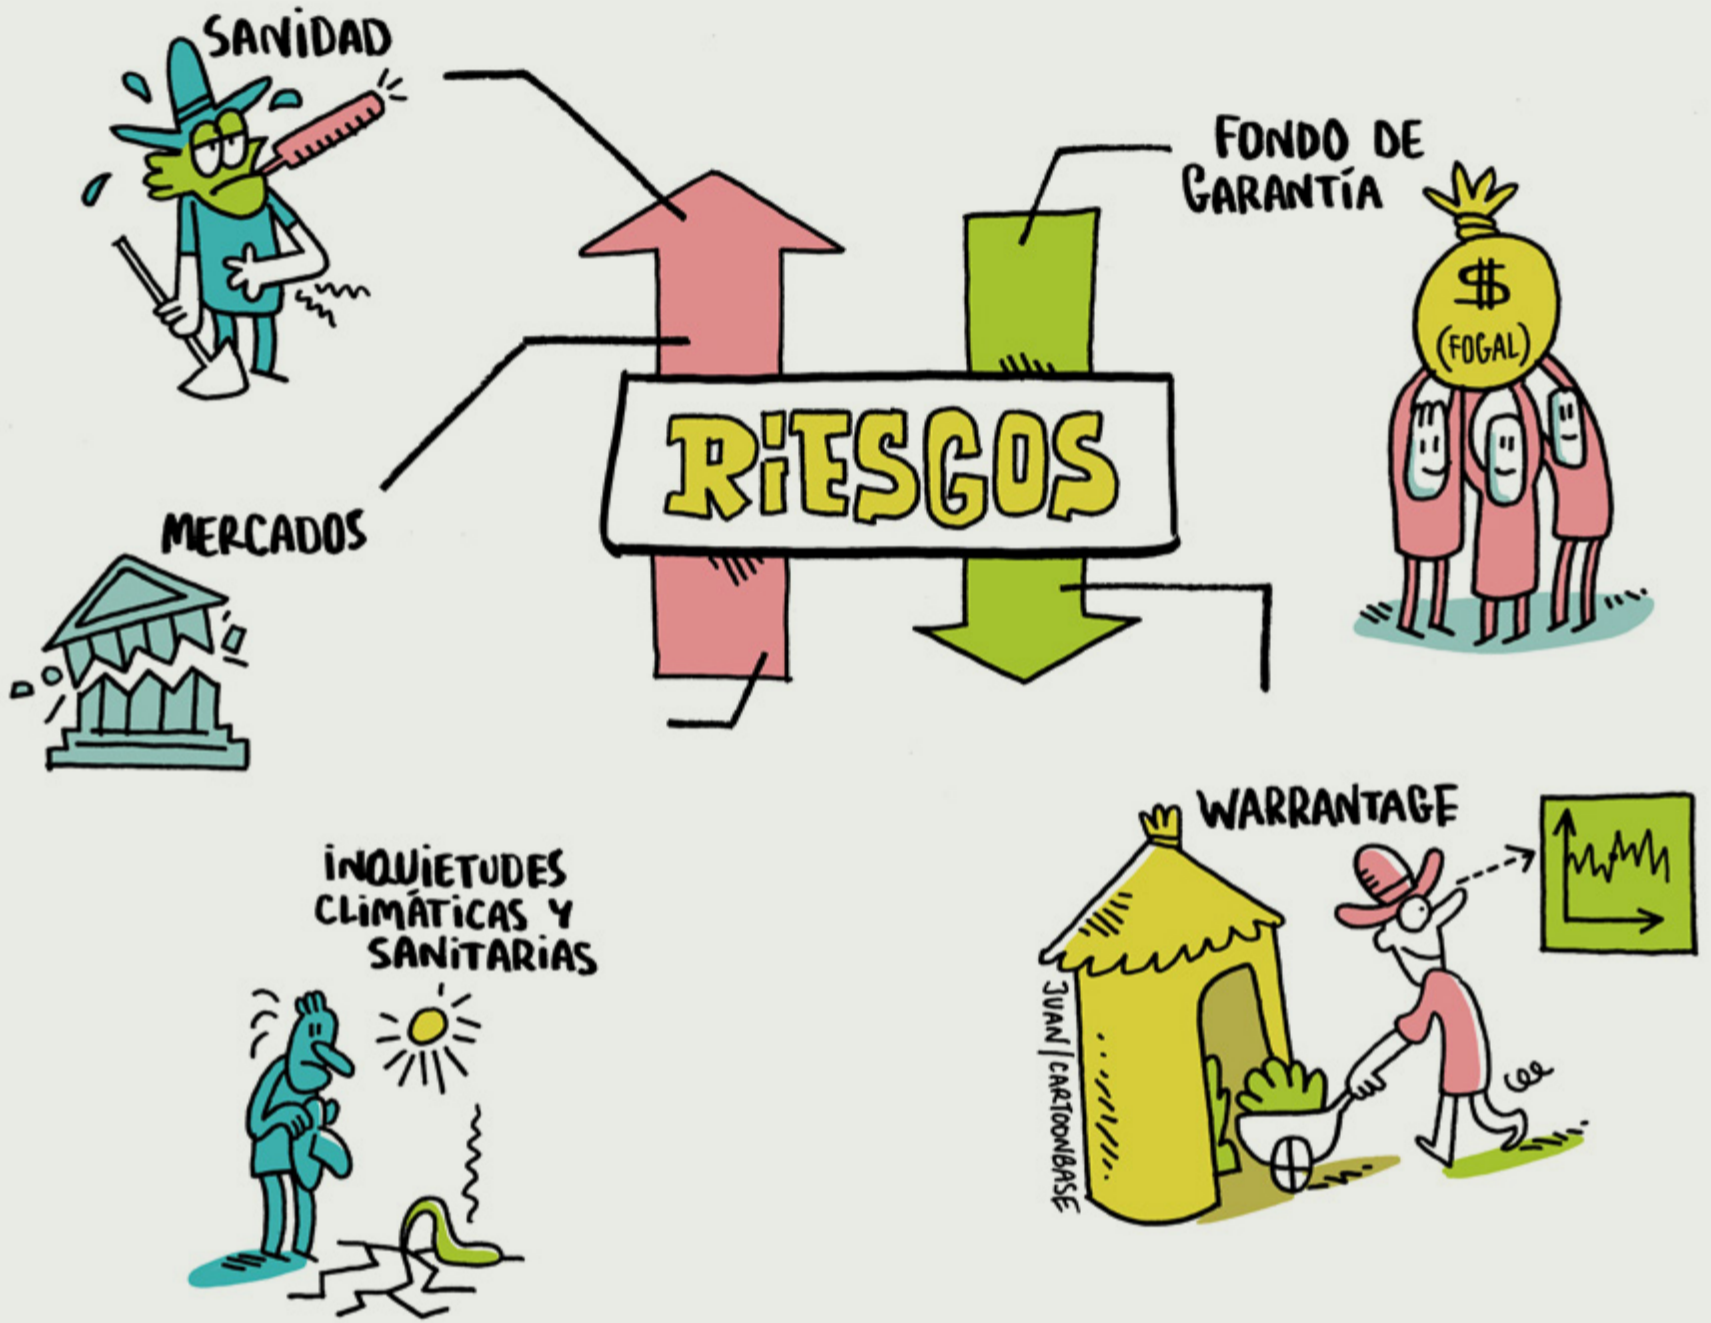 SANiDAD
FONDO DE
GARANTÍA
$
(FOGAL)
RiESGOS
MERCADOS
WARRANTAGE
iNQUiETUDES
CLiMÁTiCAS Y
SANiTARiAS
JUAN/CARTOONBASE